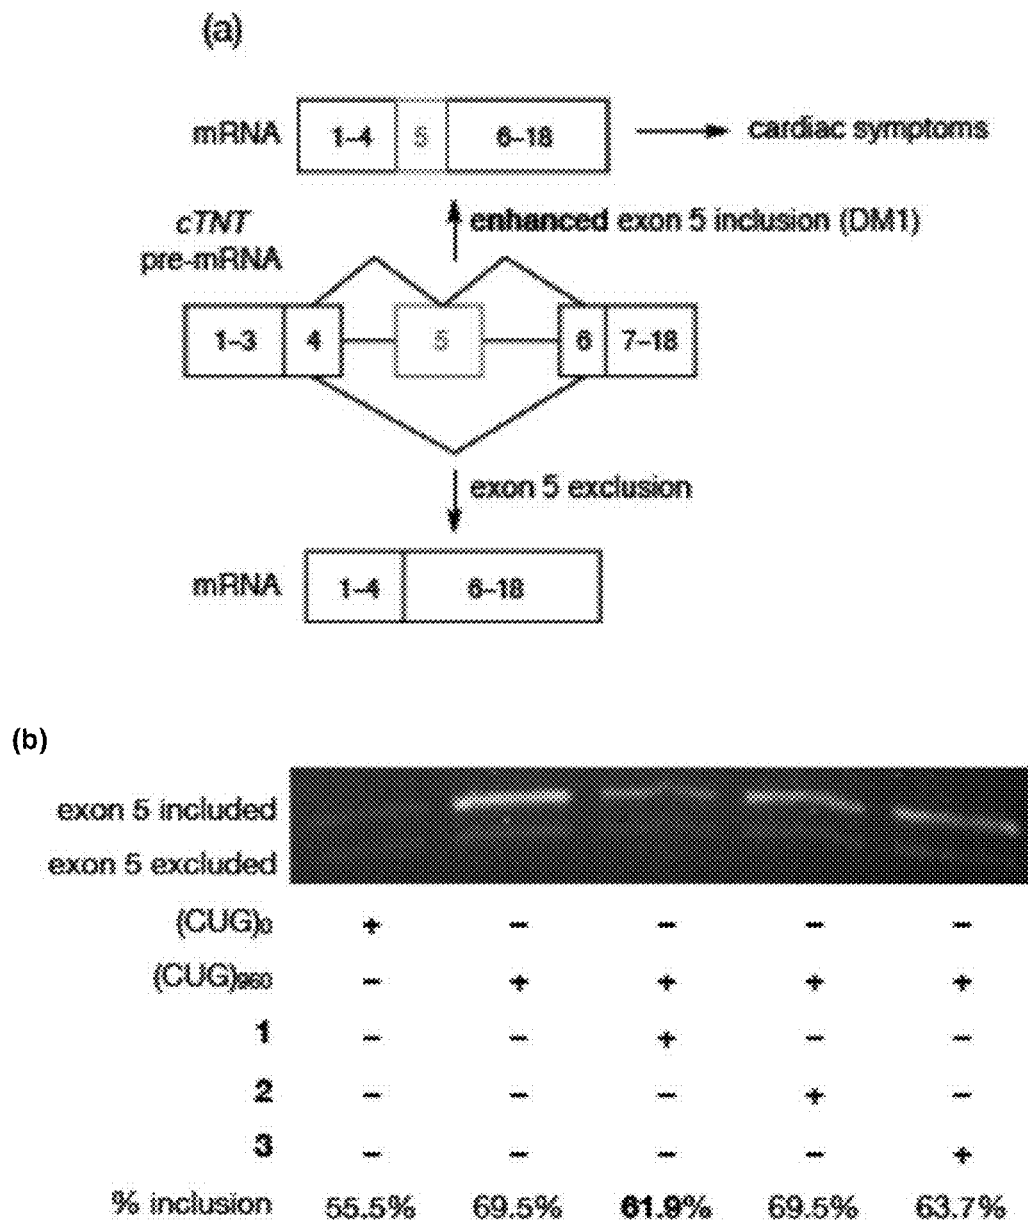 (a)
mRNA 1–4 5 6–18 cardiac symptoms
cTNT
pre-mRNA
enhanced exon 5 inclusion (DM1)
1–3 4 5 6 7–18
exon 5 exclusion
mRNA 1–4 6–18
(b)
exon 5 included
exon 5 excluded
(CUG)0 + – – – –
(CUG)960 – + + + +
1 – – + – –
2 – – – + –
3 – – – – +
% inclusion 55.5% 69.5% 61.9% 69.5% 63.7%